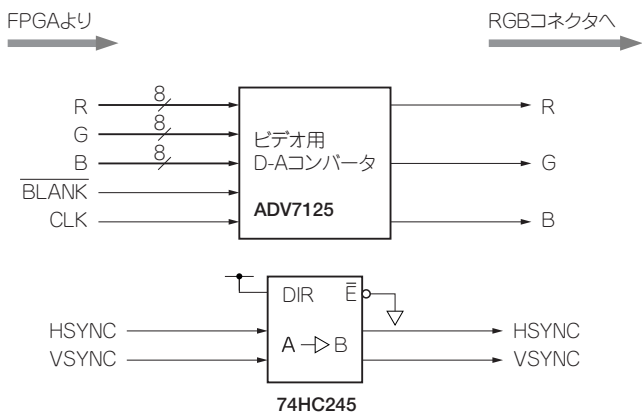 FPGAより
RGBコネクタへ
R 8 R
G 8
B 8 G
BLANK
CLK B
ビデオ用
D-Aコンバータ
ADV7125
DIR E
HSYNC HSYNC
A B
VSYNC VSYNC
74HC245